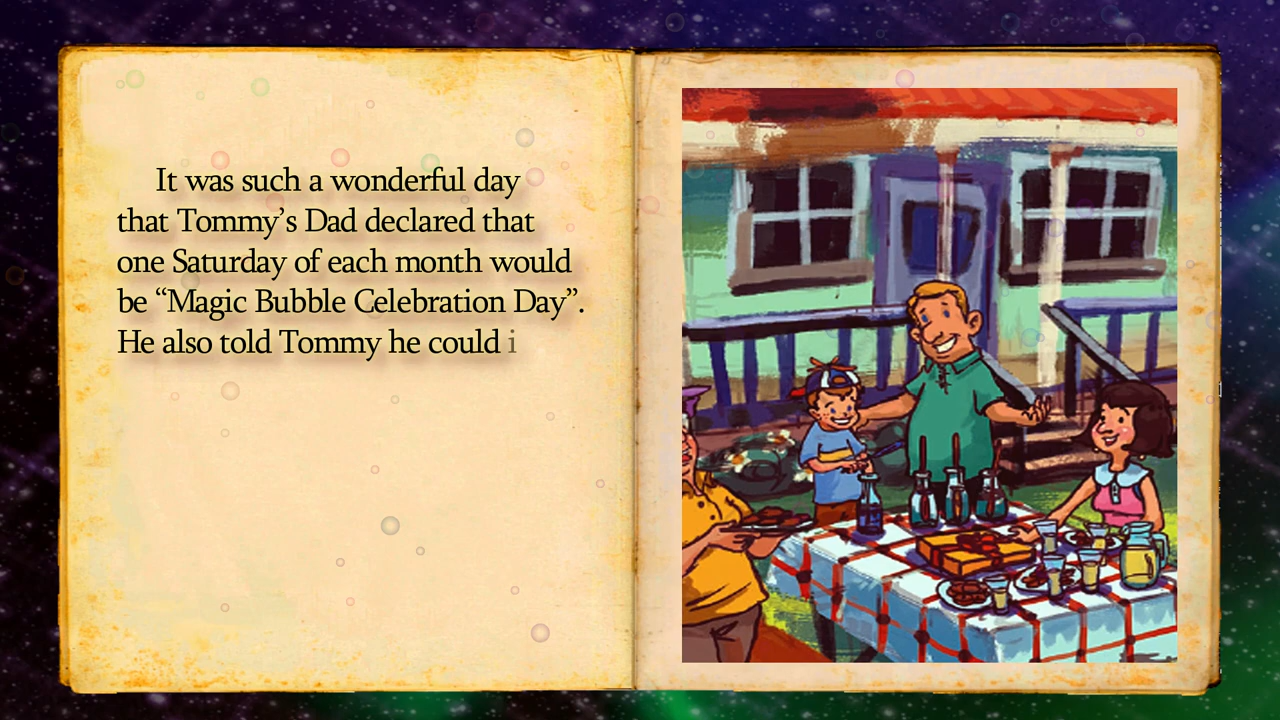 It was such a wonderful day
that Tommy’s Dad declared that
one Saturday of each month would
be “Magic Bubble Celebration Day”.
He also told Tommy he could i